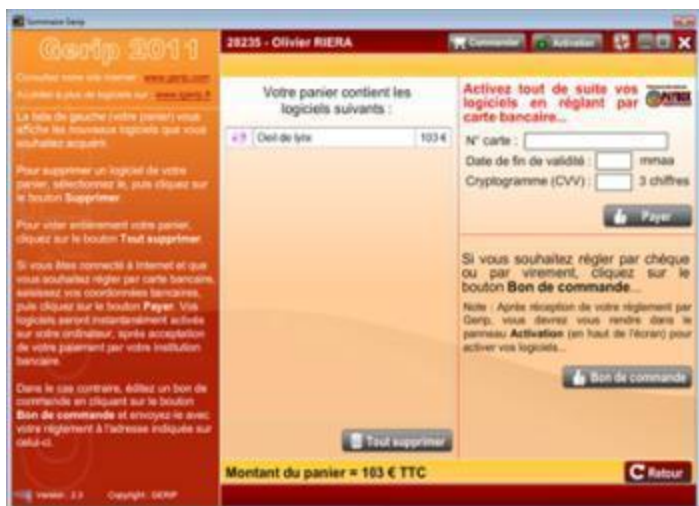 Sommaire Gerip
Gerip 2011
Consultez notre site Internet : www.gerip.com
Accédez à plus de logiciels sur :
La liste de gauche (votre panier) vous
affiche les nouveaux logiciels que vous
souhaitez acquérir.
Pour supprimer un logiciel de votre
panier, sélectionnez le, puis cliquez sur
le bouton Supprimer.
Pour vider entièrement votre panier,
cliquez sur le bouton Tout supprimer.
Si vous êtes connecté à Internet et que
vous souhaitez régler par carte bancaire,
saisissez vos coordonnées bancaires,
puis cliquez sur le bouton Payer. Vos
logiciels seront instantanément activés
sur votre ordinateur, après acceptation
de votre paiement par votre institution
bancaire.
Dans le cas contraire, éditez un bon de
commande en cliquant sur le bouton
Bon de commande et envoyez-le avec
votre règlement à l'adresse indiquée sur
celui-ci.
Version : 2.3 Copyright : GERIP
28235 - Olivier RIERA
Commander
Activation
Votre panier contient les
logiciels suivants :
Oeil de lynx 103 €
Tout supprimer
Montant du panier = 103 € TTC
Activez tout de suite vos
logiciels en réglant par
carte bancaire...
N° carte :
Date de fin de validité : mmaa
Cryptogramme (CVV) : 3 chiffres
Payer
Si vous souhaitez régler par chéque
ou par virement, cliquez sur le
bouton Bon de commande...
Note : Après réception de votre règlement par
Gerip, vous devrez vous rendre dans le
panneau Activation (en haut de l'écran) pour
activer vos logiciels...
Bon de commande
Retour